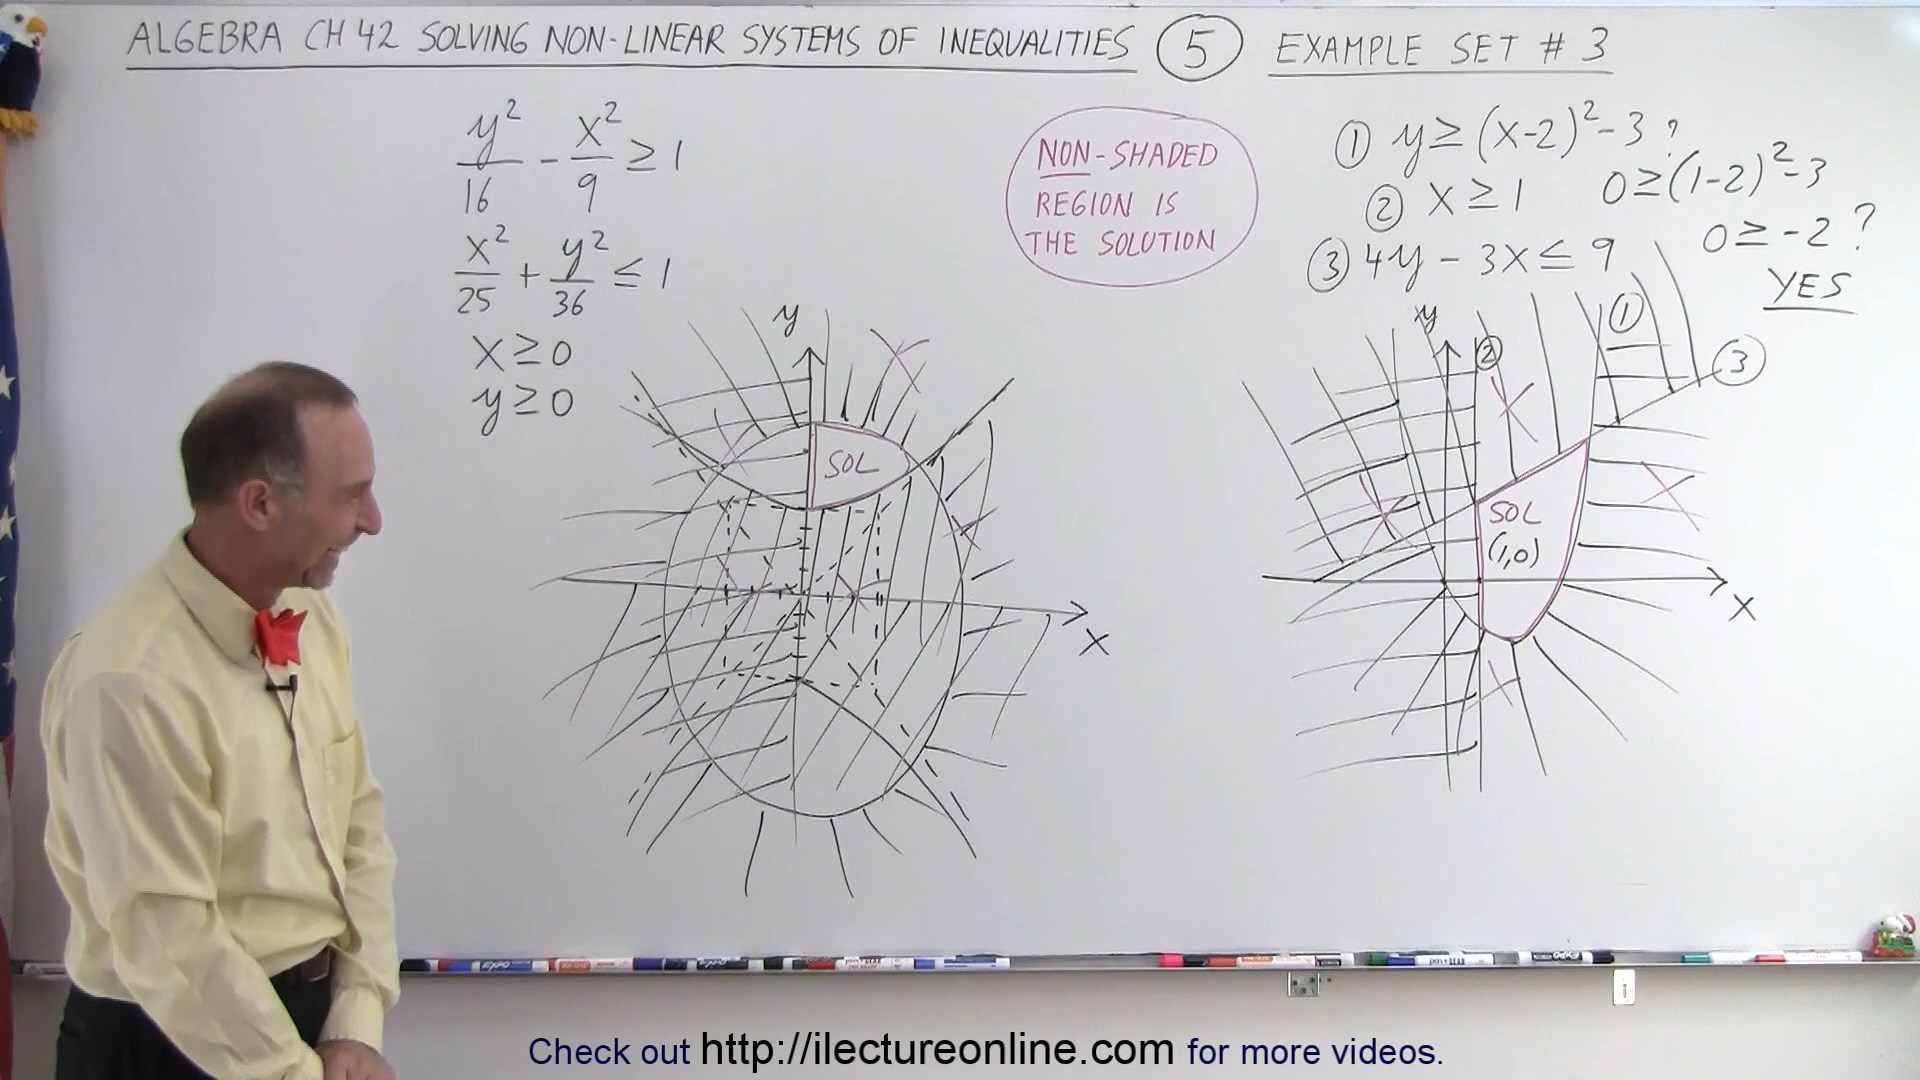 ALGEBRA CH 42 SOLVING NON-LINEAR SYSTEMS OF INEQUALITIES ⑤ EXAMPLE SET # 3
y²/16 - x²/9 ≥ 1
x²/25 + y²/36 ≤ 1
x ≥ 0
y ≥ 0
NON-SHADED
REGION IS
THE SOLUTION
① y ≥ (x-2)² - 3 ?
② x ≥ 1
③ 4y - 3x ≤ 9
0 ≥ (1-2)² - 3
0 ≥ -2 ?
YES
y
SOL
x
y
②
①
③
SOL
(1,0)
x
Check out http://ilectureonline.com for more videos.